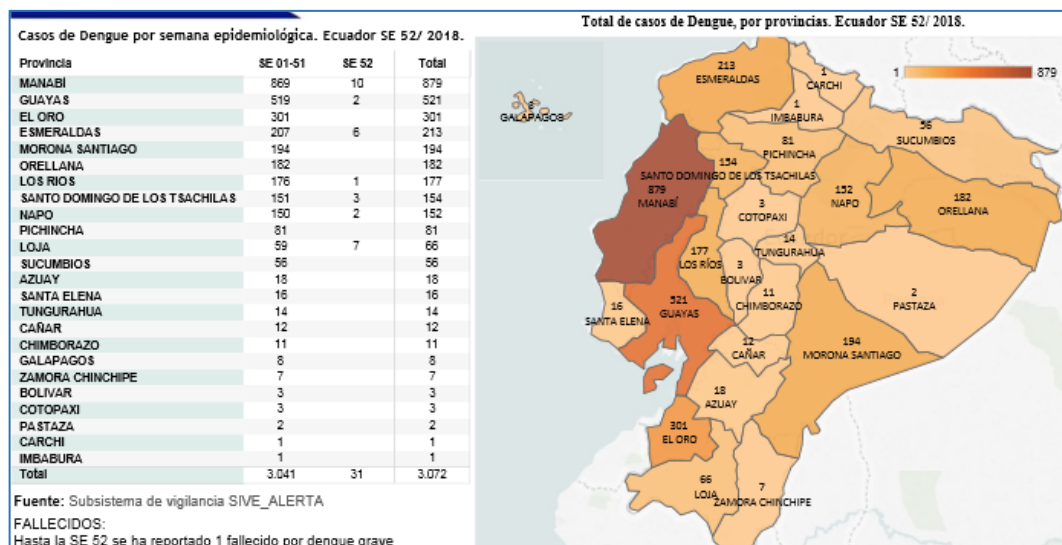 Casos de Dengue por semana epidemiológica. Ecuador SE 52/ 2018.
Provincia SE 01-51 SE 52 Total
MANABÍ 869 10 879
GUAYAS 519 2 521
EL ORO 301 301
ESMERALDAS 207 6 213
MORONA SANTIAGO 194 194
ORELLANA 182 182
LOS RIOS 176 1 177
SANTO DOMINGO DE LOS TSACHILAS 151 3 154
NAPO 150 2 152
PICHINCHA 81 81
LOJA 59 7 66
SUCUMBIOS 56 56
AZUAY 18 18
SANTA ELENA 16 16
TUNGURAHUA 14 14
CAÑAR 12 12
CHIMBORAZO 11 11
GALAPAGOS 8 8
ZAMORA CHINCHIPE 7 7
BOLIVAR 3 3
COTOPAXI 3 3
PASTAZA 2 2
CARCHI 1 1
IMBABURA 1 1
Total 3.041 31 3.072
Fuente: Subsistema de vigilancia SIVE_ALERTA
FALLECIDOS:
Hasta la SE 52 se ha reportado 1 fallecido por dengue grave
Total de casos de Dengue, por provincias. Ecuador SE 52/ 2018.
1 879
213
ESMERALDAS
1
CARCHI
8
GALAPAGOS
1
IMBABURA
56
SUCUMBIOS
81
PICHINCHA
154
SANTO DOMINGO DE LOS TSACHILAS
879
MANABÍ
152
NAPO
182
ORELLANA
3
COTOPAXI
14
TUNGURAHUA
177
LOS RÍOS
3
BOLIVAR
11
CHIMBORAZO
2
PASTAZA
16
SANTA ELENA
521
GUAYAS
12
CAÑAR
194
MORONA SANTIAGO
18
AZUAY
301
EL ORO
66
LOJA
7
ZAMORA CHINCHIPE